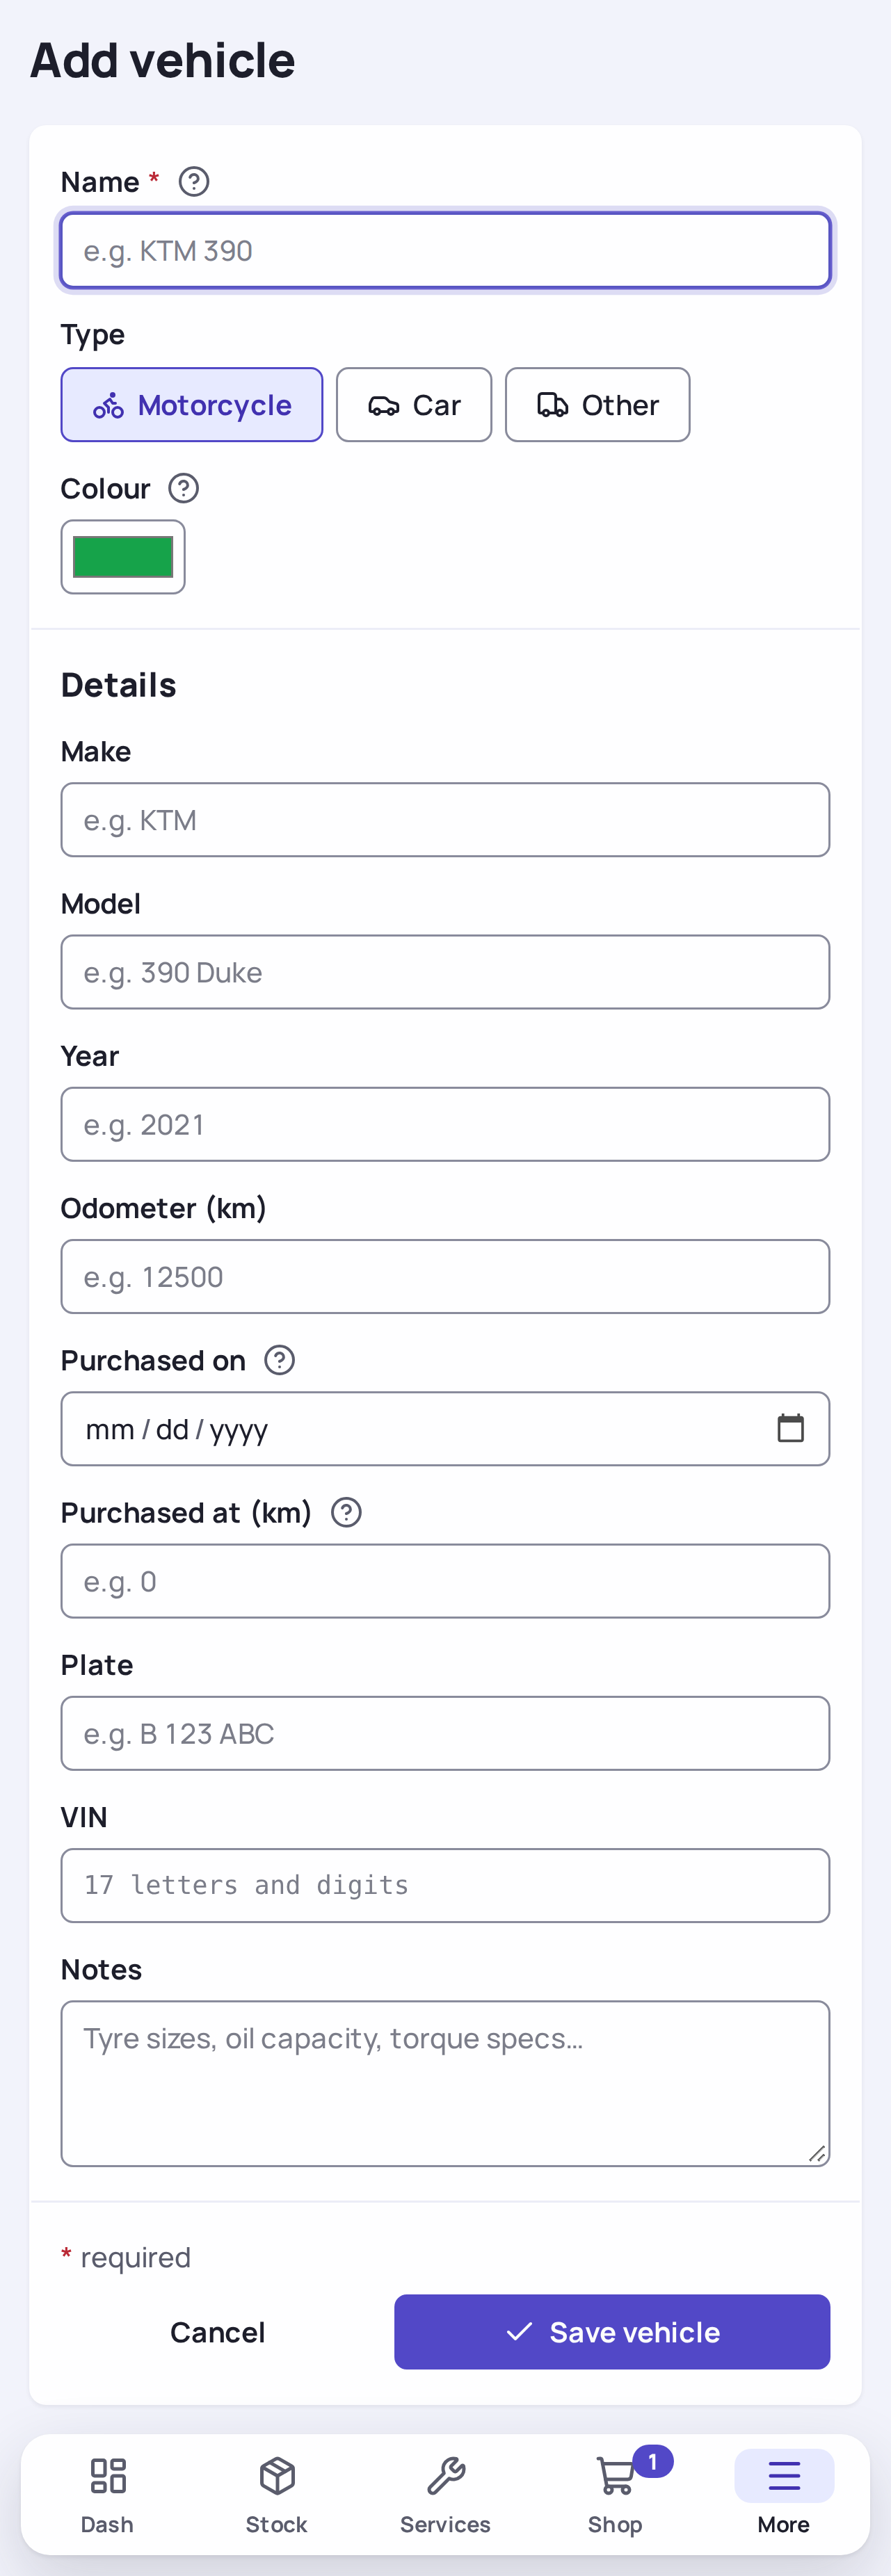 Add vehicle
Name *
e.g. KTM 390
Type
Motorcycle
Car
Other
Colour
Details
Make
e.g. KTM
Model
e.g. 390 Duke
Year
e.g. 2021
Odometer (km)
e.g. 12500
Purchased on
mm / dd / yyyy
Purchased at (km)
e.g. 0
Plate
e.g. B 123 ABC
VIN
17 letters and digits
Notes
Tyre sizes, oil capacity, torque specs...
* required
Cancel
Save vehicle
1
Dash
Stock
Services
Shop
More